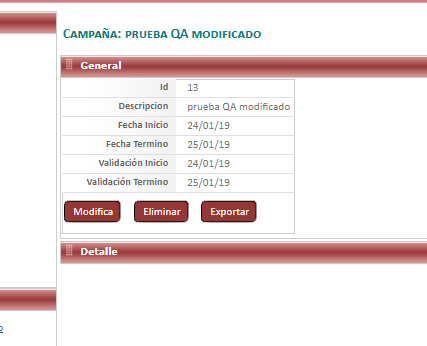 CAMPAÑA: PRUEBA QA MODIFICADO
General
Id 13
Descripcion prueba QA modificado
Fecha Inicio 24/01/19
Fecha Termino 25/01/19
Validación Inicio 24/01/19
Validación Termino 25/01/19
Modifica Eliminar Exportar
Detalle